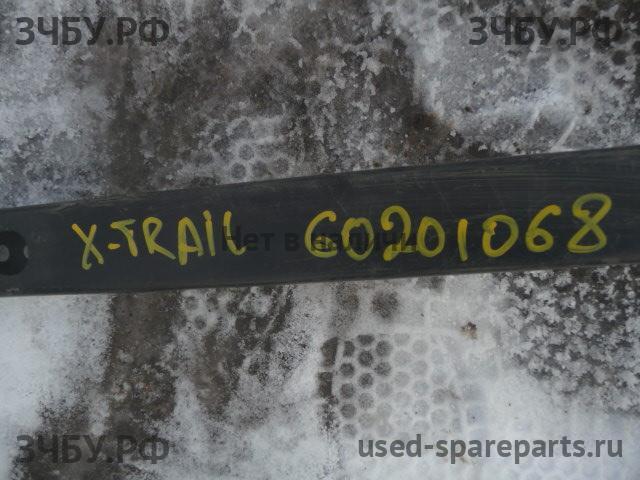 ЗЧБУ.РФ ЗЧБУ.РФ
X-TRAIL G0201068
Нет в наличии
ЗЧБУ.РФ used-spareparts.ru